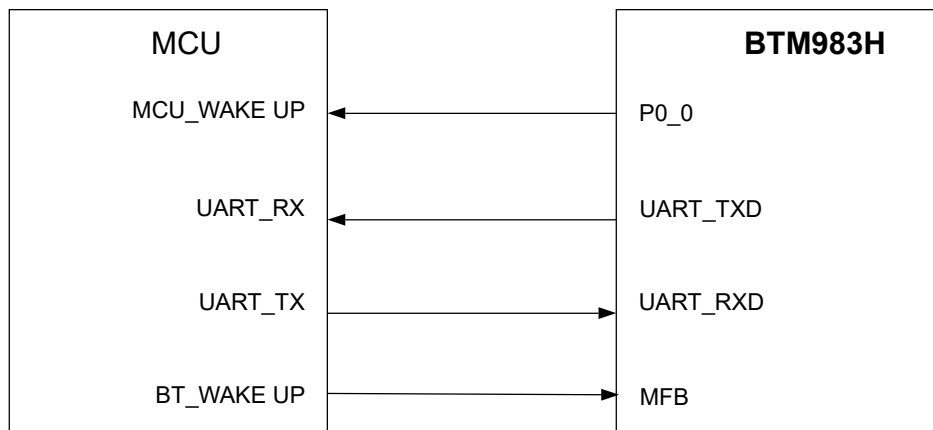 MCU
BTM983H
MCU_WAKE UP
P0_0
UART_RX
UART_TXD
UART_TX
UART_RXD
BT_WAKE UP
MFB